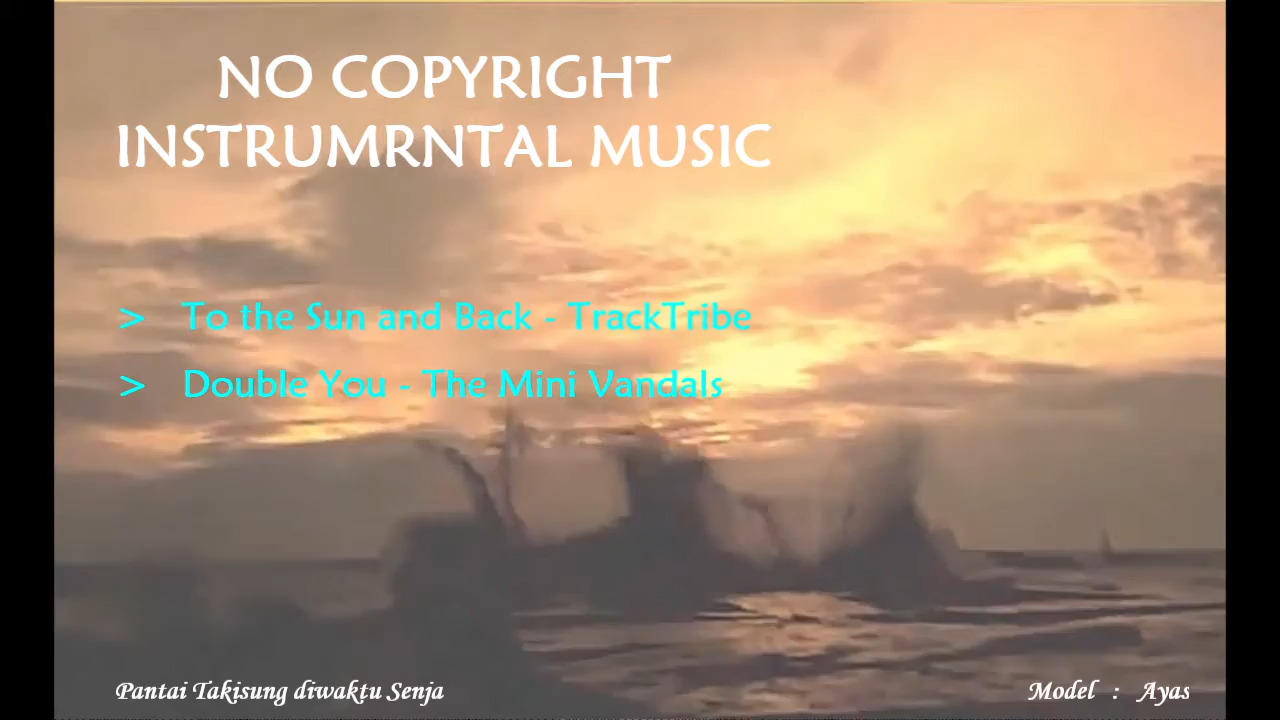 NO COPYRIGHT
INSTRUMRNTAL MUSIC
> To the Sun and Back - TrackTribe
> Double You - The Mini Vandals
Pantai Takisung diwaktu Senja
Model : Ayas